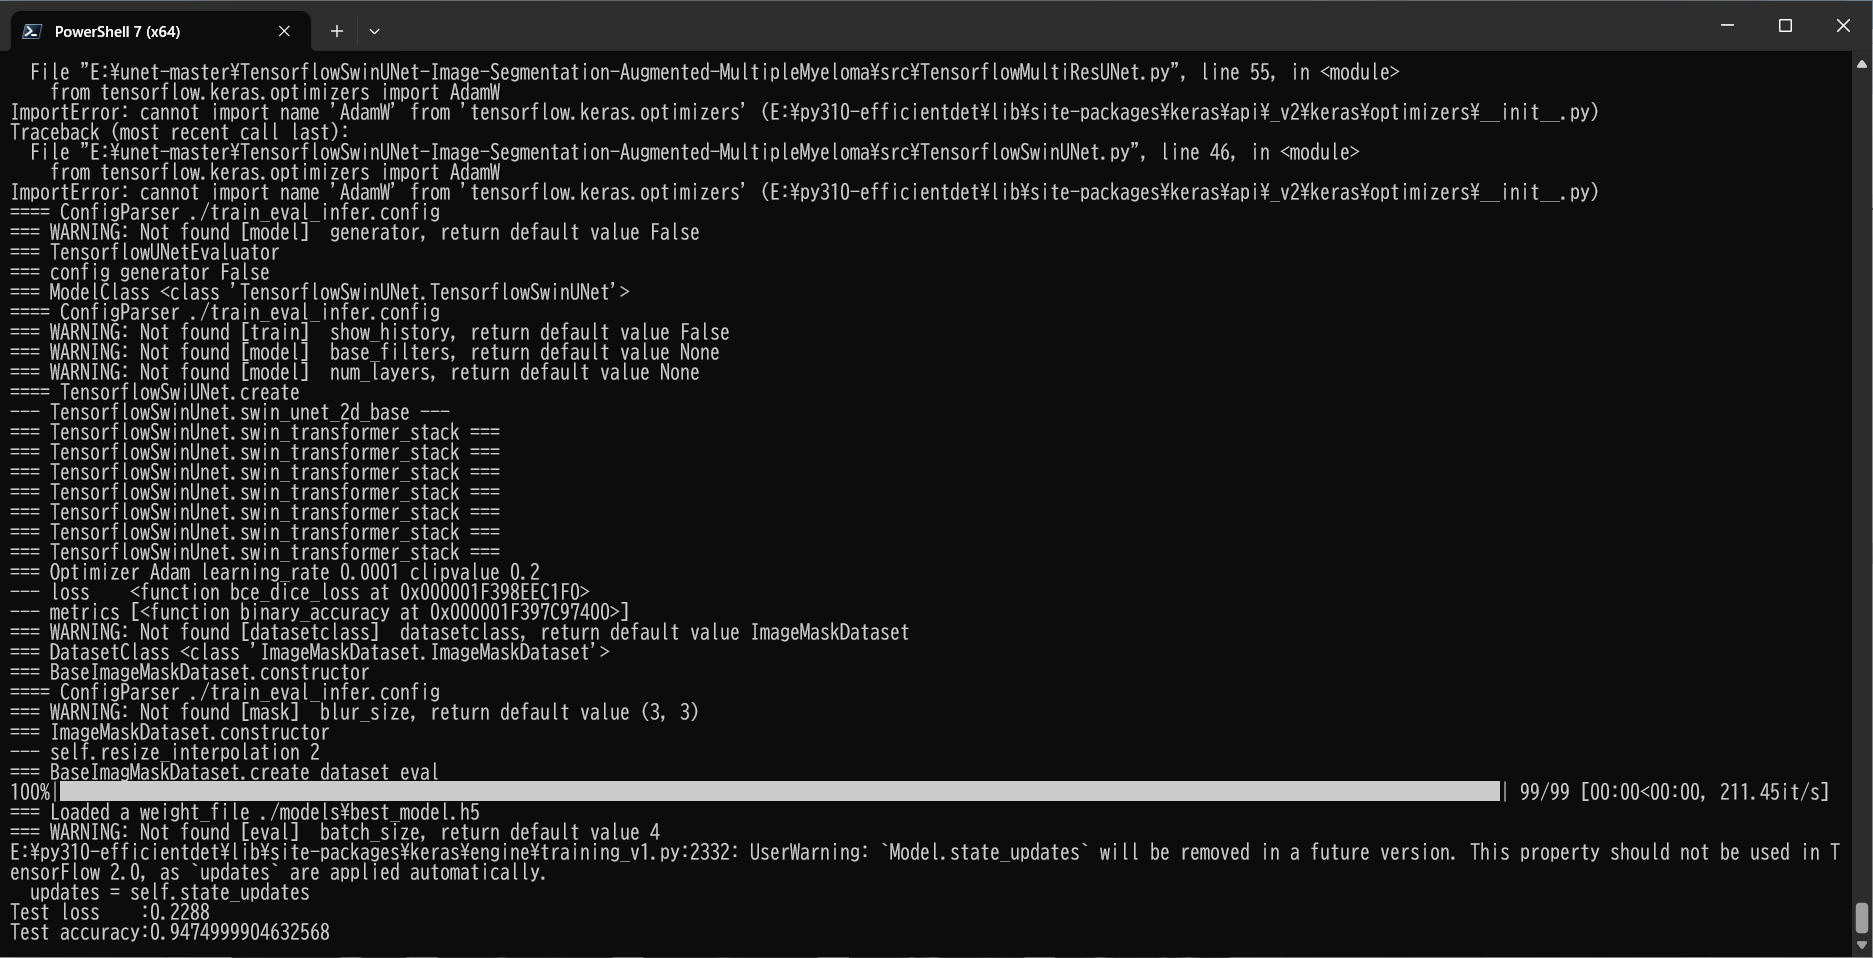 PowerShell 7 (x64)
  File "E:¥unet-master¥TensorflowSwinUNet-Image-Segmentation-Augmented-MultipleMyeloma¥src¥TensorflowMultiResUNet.py", line 55, in <module>
    from tensorflow.keras.optimizers import AdamW
ImportError: cannot import name 'AdamW' from 'tensorflow.keras.optimizers' (E:¥py310-efficientdet¥lib¥site-packages¥keras¥api¥_v2¥keras¥optimizers¥__init__.py)
Traceback (most recent call last):
  File "E:¥unet-master¥TensorflowSwinUNet-Image-Segmentation-Augmented-MultipleMyeloma¥src¥TensorflowSwinUNet.py", line 46, in <module>
    from tensorflow.keras.optimizers import AdamW
ImportError: cannot import name 'AdamW' from 'tensorflow.keras.optimizers' (E:¥py310-efficientdet¥lib¥site-packages¥keras¥api¥_v2¥keras¥optimizers¥__init__.py)
==== ConfigParser ./train_eval_infer.config
=== WARNING: Not found [model]  generator, return default value False
=== TensorflowUNetEvaluator
=== config generator False
=== ModelClass <class 'TensorflowSwinUNet.TensorflowSwinUNet'>
==== ConfigParser ./train_eval_infer.config
=== WARNING: Not found [train]  show_history, return default value False
=== WARNING: Not found [model]  base_filters, return default value None
=== WARNING: Not found [model]  num_layers, return default value None
==== TensorflowSwiUNet.create
--- TensorflowSwinUnet.swin_unet_2d_base ---
=== TensorflowSwinUnet.swin_transformer_stack ===
=== TensorflowSwinUnet.swin_transformer_stack ===
=== TensorflowSwinUnet.swin_transformer_stack ===
=== TensorflowSwinUnet.swin_transformer_stack ===
=== TensorflowSwinUnet.swin_transformer_stack ===
=== TensorflowSwinUnet.swin_transformer_stack ===
=== TensorflowSwinUnet.swin_transformer_stack ===
=== Optimizer Adam learning_rate 0.0001 clipvalue 0.2
--- loss    <function bce_dice_loss at 0x000001F398EEC1F0>
--- metrics [<function binary_accuracy at 0x000001F397C97400>]
=== WARNING: Not found [datasetclass]  datasetclass, return default value ImageMaskDataset
=== DatasetClass <class 'ImageMaskDataset.ImageMaskDataset'>
=== BaseImageMaskDataset.constructor
==== ConfigParser ./train_eval_infer.config
=== WARNING: Not found [mask]  blur_size, return default value (3, 3)
=== ImageMaskDataset.constructor
--- self.resize_interpolation 2
=== BaseImagMaskDataset.create dataset eval
100%| | 99/99 [00:00<00:00, 211.45it/s]
=== Loaded a weight_file ./models¥best_model.h5
=== WARNING: Not found [eval]  batch_size, return default value 4
E:¥py310-efficientdet¥lib¥site-packages¥keras¥engine¥training_v1.py:2332: UserWarning: `Model.state_updates` will be removed in a future version. This property should not be used in T
ensorFlow 2.0, as `updates` are applied automatically.
  updates = self.state_updates
Test loss    :0.2288
Test accuracy:0.9474999904632568